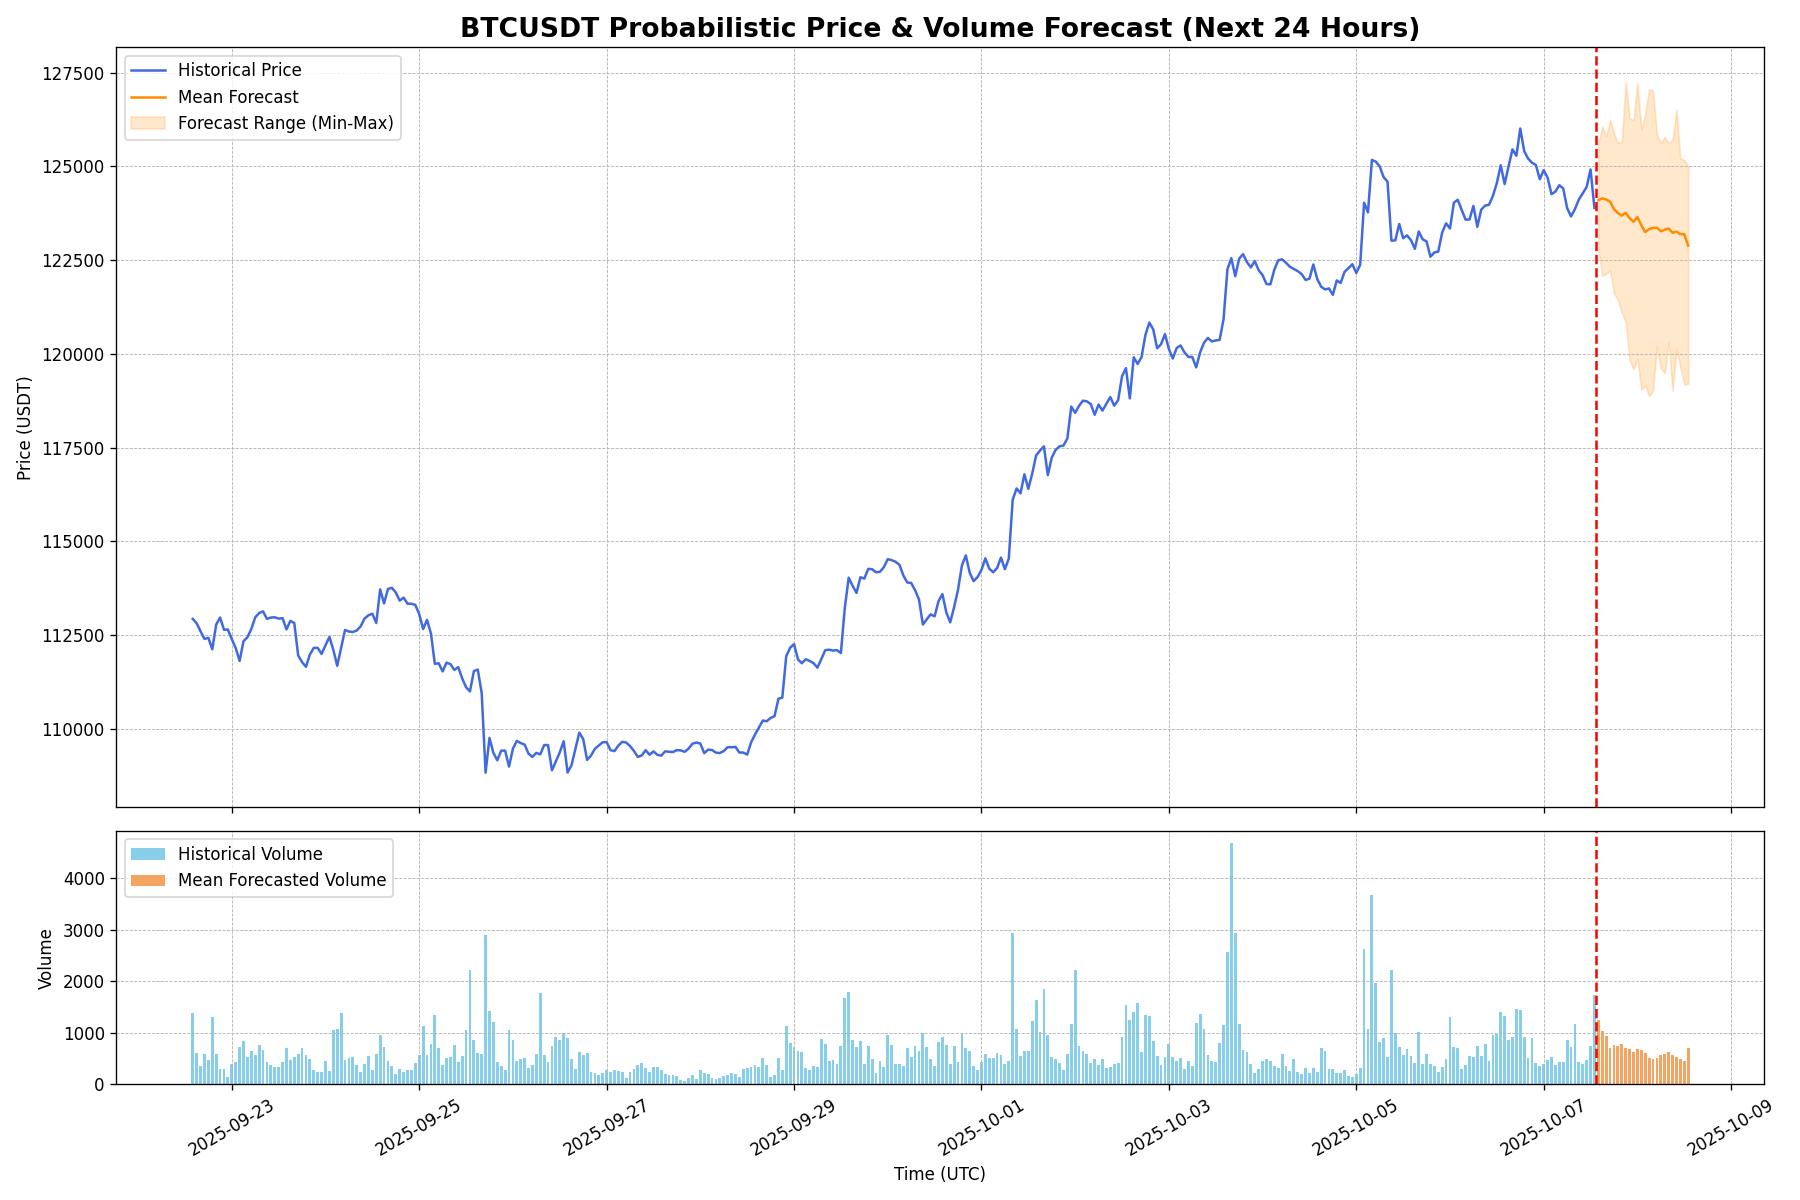 BTCUSDT Probabilistic Price & Volume Forecast (Next 24 Hours)
Historical Price
Mean Forecast
Forecast Range (Min-Max)
127500
125000
122500
120000
117500
115000
112500
110000
Price (USDT)
Historical Volume
Mean Forecasted Volume
4000
3000
2000
1000
0
Volume
2025-09-23
2025-09-25
2025-09-27
2025-09-29
2025-10-01
2025-10-03
2025-10-05
2025-10-07
2025-10-09
Time (UTC)